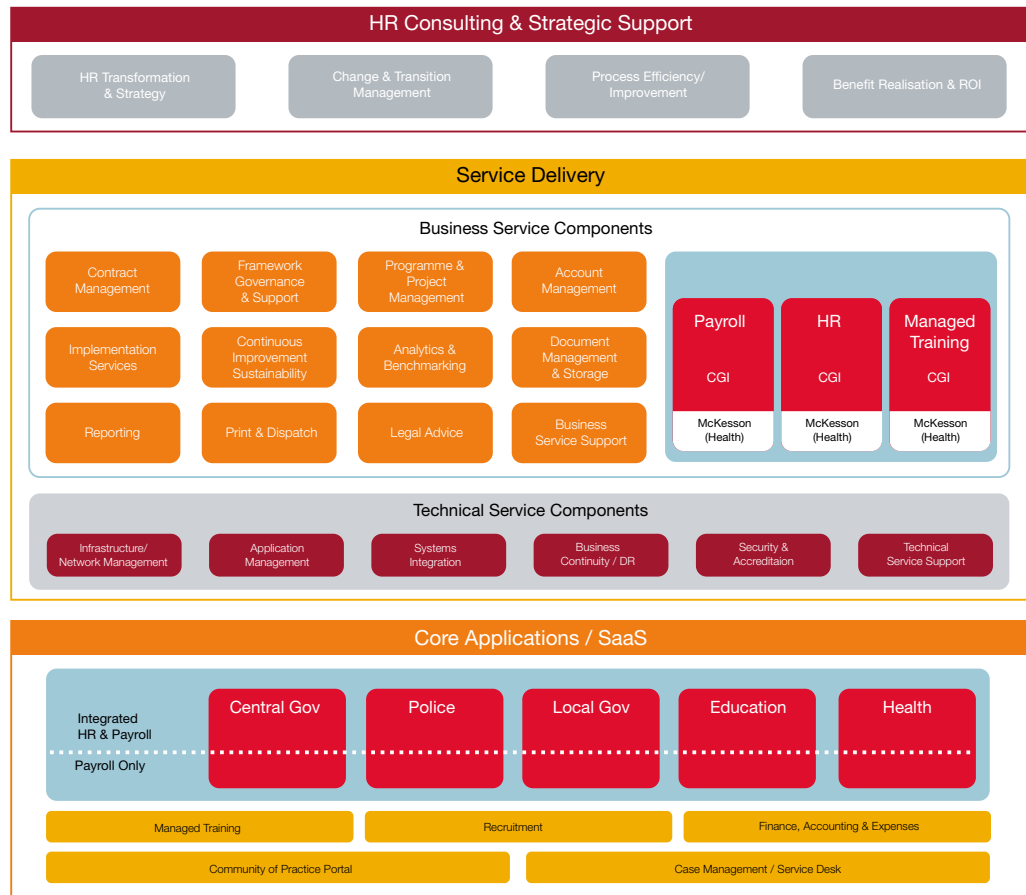 HR Consulting & Strategic Support
HR Transformation
& Strategy
Change & Transition
Management
Process Efficiency/
Improvement
Benefit Realisation & ROI
Service Delivery
Business Service Components
Contract
Management
Framework
Governance
& Support
Programme &
Project
Management
Account
Management
Implementation
Services
Continuous
Improvement
Sustainability
Analytics &
Benchmarking
Document
Management
& Storage
Reporting
Print & Dispatch
Legal Advice
Business
Service Support
Payroll
CGI
McKesson
(Health)
HR
CGI
McKesson
(Health)
Managed
Training
CGI
McKesson
(Health)
Technical Service Components
Infrastructure/
Network Management
Application
Management
Systems
Integration
Business
Continuity / DR
Security &
Accreditaion
Technical
Service Support
Core Applications / SaaS
Integrated
HR & Payroll
Payroll Only
Central Gov
Police
Local Gov
Education
Health
Managed Training
Recruitment
Finance, Accounting & Expenses
Community of Practice Portal
Case Management / Service Desk